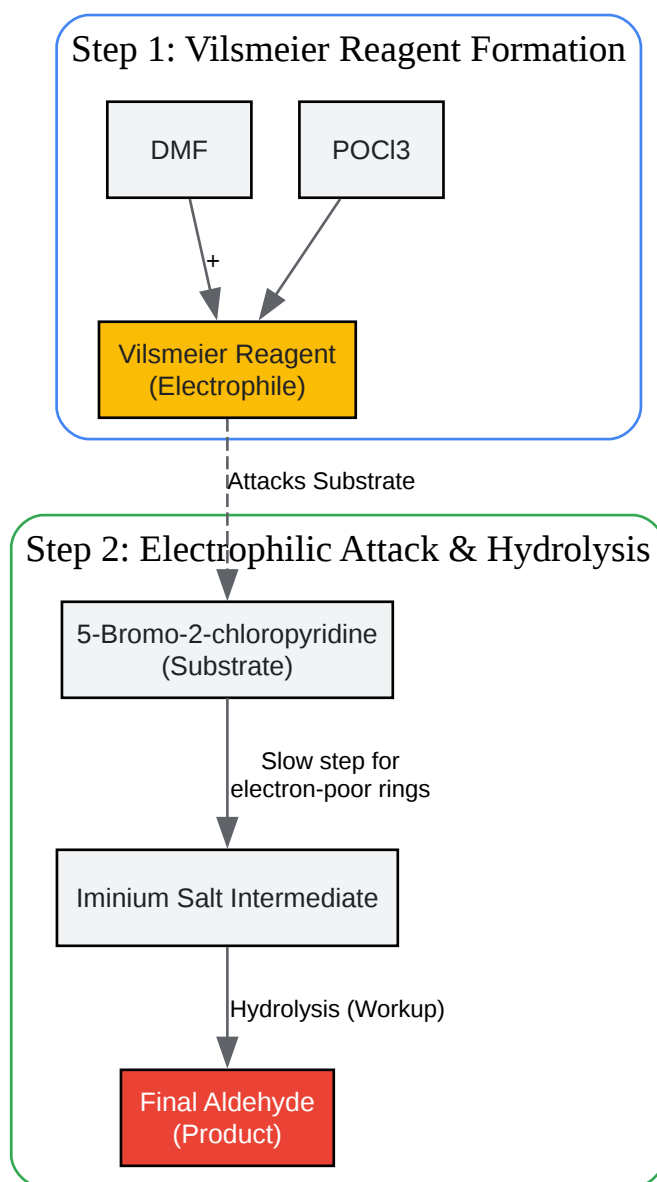 Step 1: Vilsmeier Reagent Formation
DMF
POCl3
+
Vilsmeier Reagent
(Electrophile)
Attacks Substrate
Step 2: Electrophilic Attack & Hydrolysis
5-Bromo-2-chloropyridine
(Substrate)
Slow step for
electron-poor rings
Iminium Salt Intermediate
Hydrolysis (Workup)
Final Aldehyde
(Product)